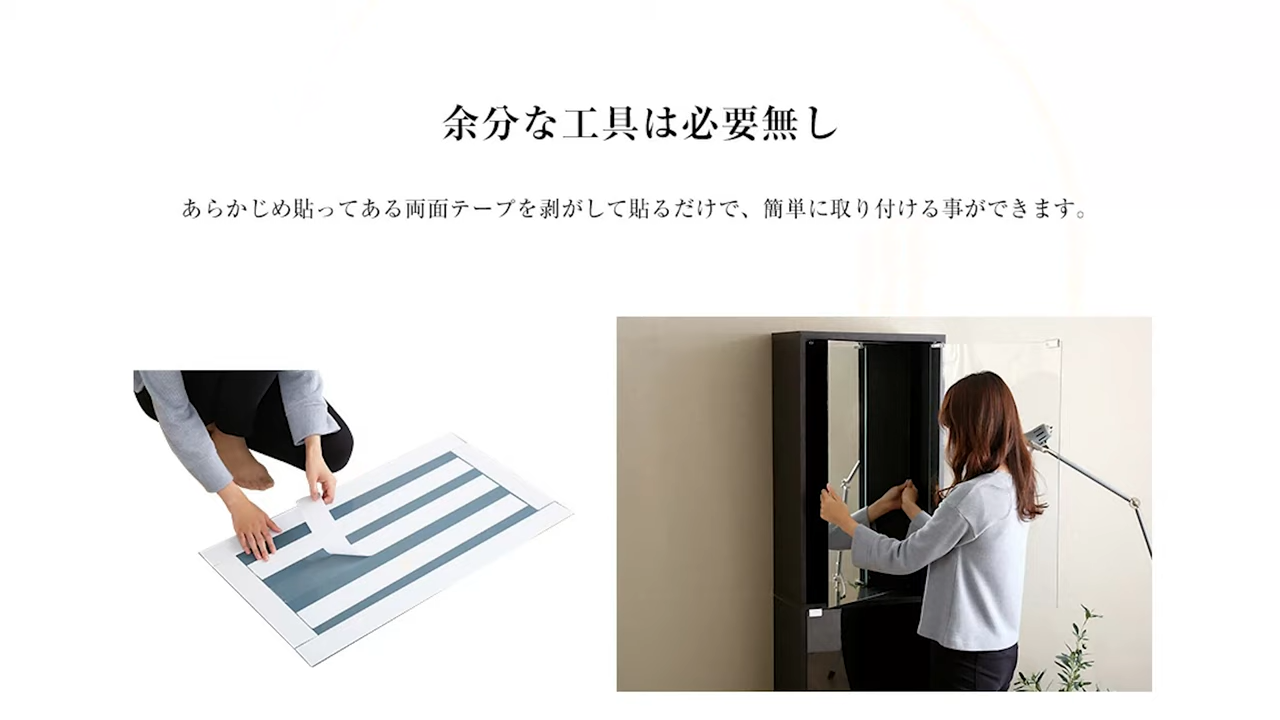 余分な工具は必要無し
あらかじめ貼ってある両面テープを剥がして貼るだけで、簡単に取り付ける事ができます。